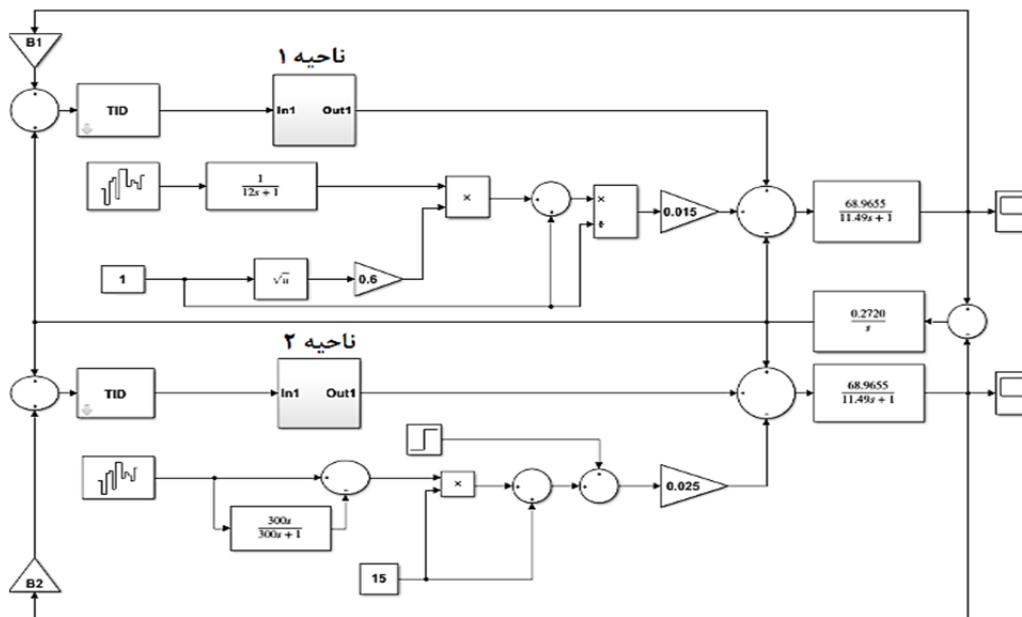 B1
ناحیه ۱
TID
In1 Out1
1
12s + 1
×
×
÷
0.015
68.9655
11.49s + 1
1
√u
0.6
0.2720
s
ناحیه ۲
TID
In1 Out1
68.9655
11.49s + 1
×
0.025
300s
300s + 1
15
B2